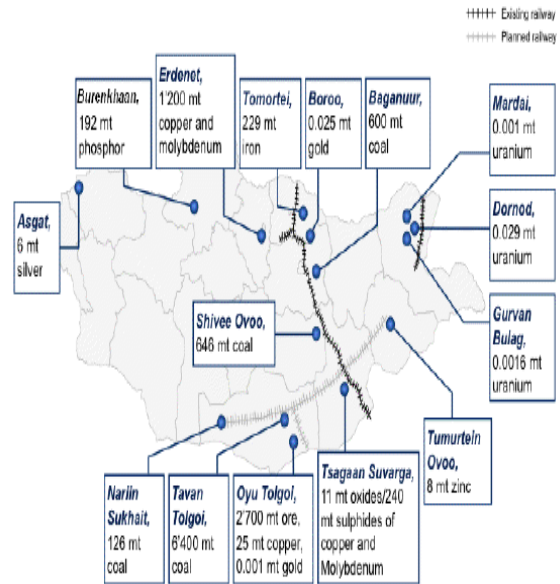 Existing railway
Planned railway
Burenkhaan,
192 mt
phosphor
Erdenet,
1'200 mt
copper and
molybdenum
Tomortei,
229 mt
iron
Boroo,
0.025 mt
gold
Baganuur,
600 mt
coal
Mardai,
0.001 mt
uranium
Asgat,
6 mt
silver
Dornod,
0.029 mt
uranium
Shivee Ovoo,
646 mt coal
Gurvan
Bulag,
0.0016 mt
uranium
Nariin
Sukhait,
126 mt
coal
Tavan
Tolgoi,
6'400 mt
coal
Oyu Tolgoi,
2'700 mt ore,
25 mt copper,
0.001 mt gold
Tsagaan Suvarga,
11 mt oxides/240
mt sulphides of
copper and
Molybdenum
Tumurtein
Ovoo,
8 mt zinc